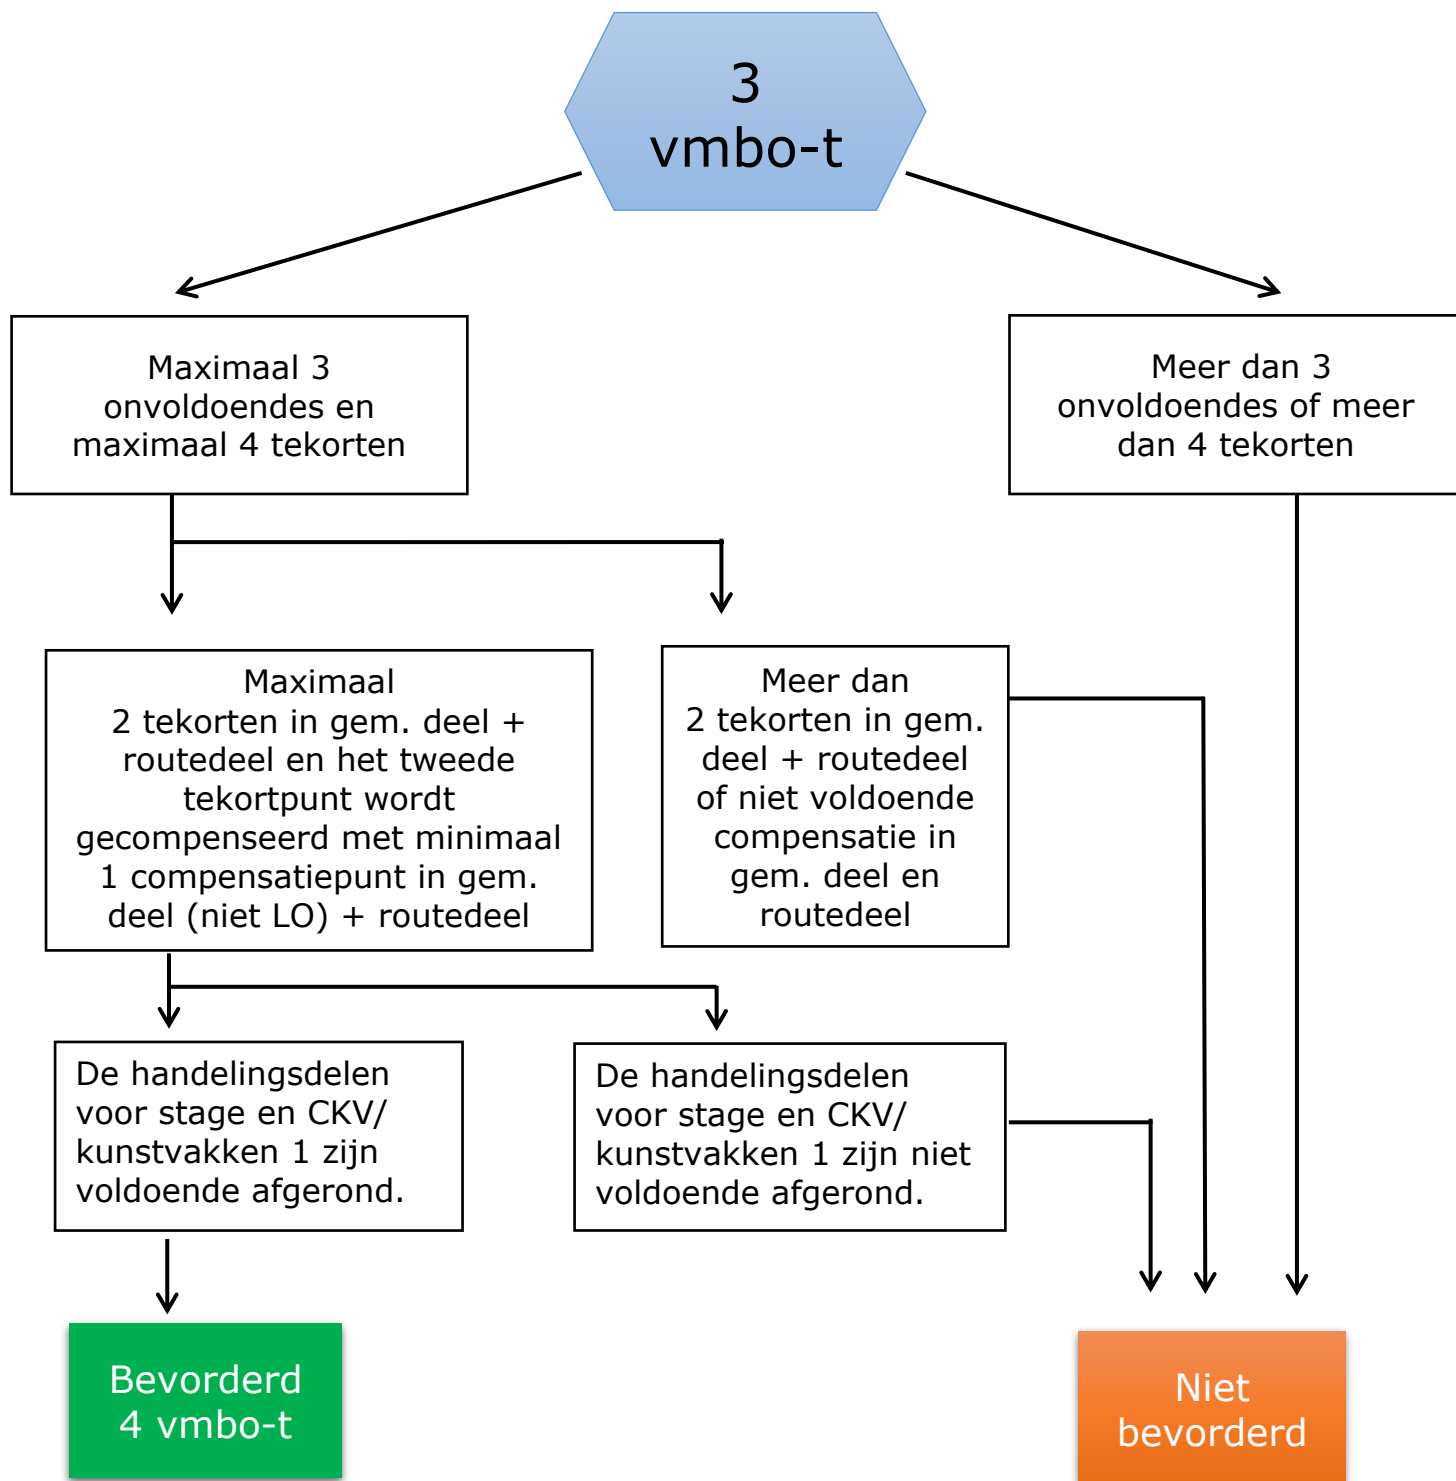 3
vmbo-t
Maximaal 3
onvoldoendes en
maximaal 4 tekorten
Meer dan 3
onvoldoendes of meer
dan 4 tekorten
Maximaal
2 tekorten in gem. deel +
routedeel en het tweede
tekortpunt wordt
gecompenseerd met minimaal
1 compensatiepunt in gem.
deel (niet LO) + routedeel
Meer dan
2 tekorten in gem.
deel + routedeel
of niet voldoende
compensatie in
gem. deel en
routedeel
De handelingsdelen
voor stage en CKV/
kunstvakken 1 zijn
voldoende afgerond.
De handelingsdelen
voor stage en CKV/
kunstvakken 1 zijn niet
voldoende afgerond.
Bevorderd
4 vmbo-t
Niet
bevorderd